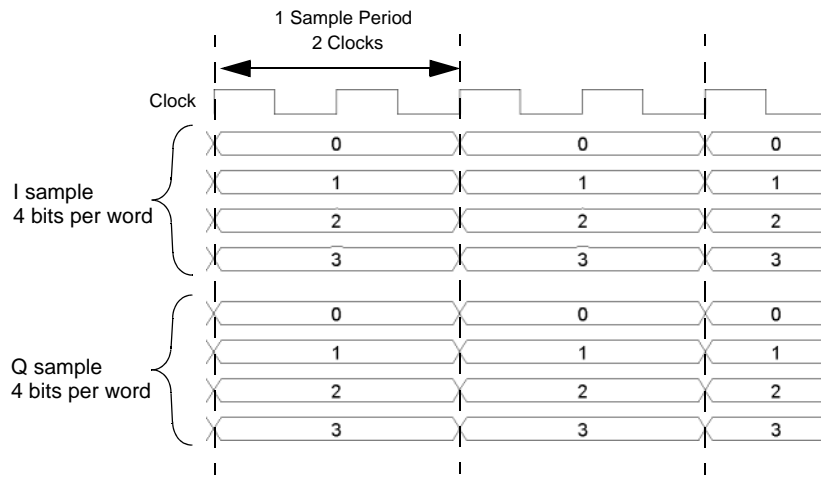 1 Sample Period
2 Clocks
Clock
0 0 0
I sample
4 bits per word
1 1 1
2 2 2
3 3 3
0 0 0
Q sample
4 bits per word
1 1 1
2 2 2
3 3 3